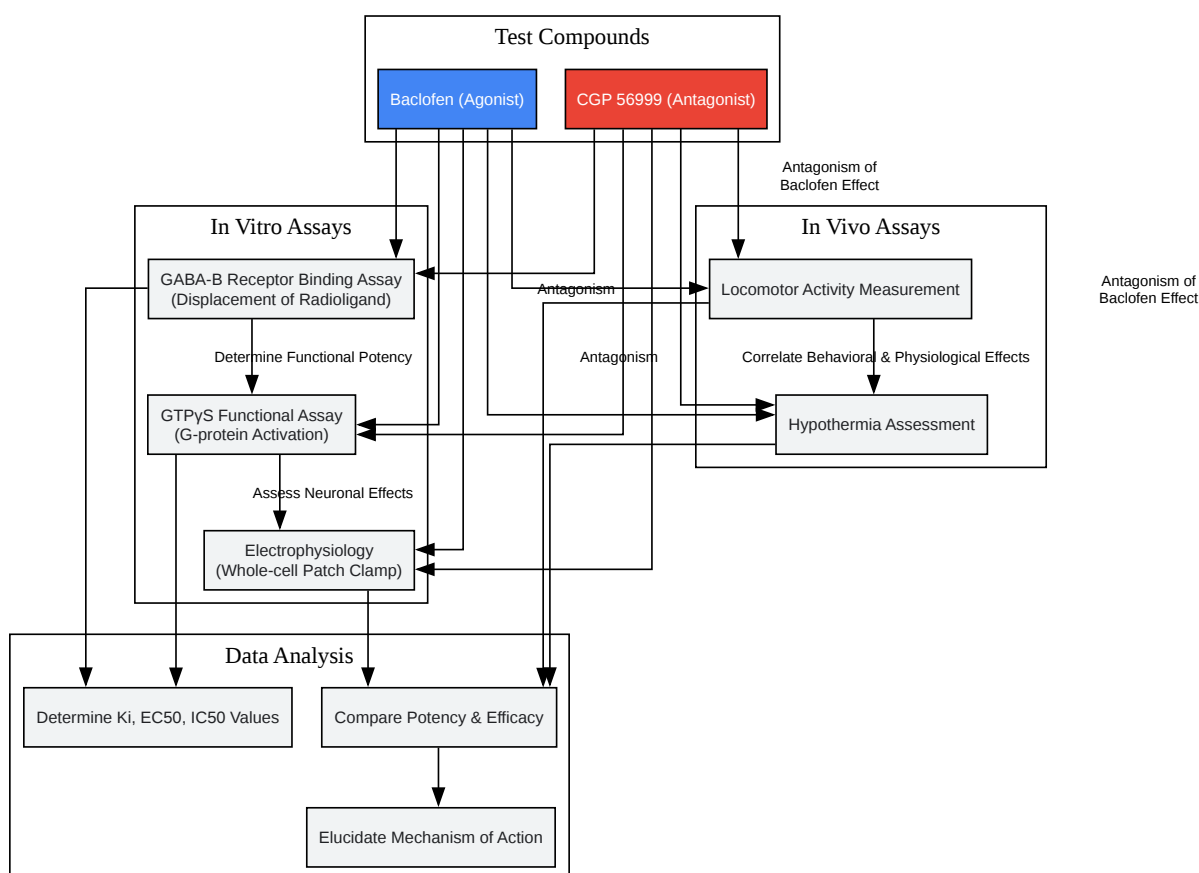 Test Compounds
Baclofen (Agonist)
CGP 56999 (Antagonist)
Antagonism of
Baclofen Effect
In Vitro Assays
In Vivo Assays
GABA-B Receptor Binding Assay
(Displacement of Radioligand)
Antagonism
Locomotor Activity Measurement
Antagonism of
Baclofen Effect
Determine Functional Potency
Antagonism
Correlate Behavioral & Physiological Effects
GTPγS Functional Assay
(G-protein Activation)
Hypothermia Assessment
Assess Neuronal Effects
Electrophysiology
(Whole-cell Patch Clamp)
Data Analysis
Determine Ki, EC50, IC50 Values
Compare Potency & Efficacy
Elucidate Mechanism of Action